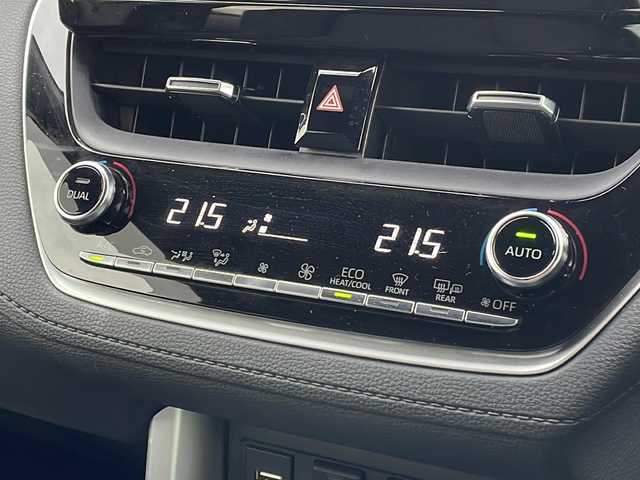 DUAL
21.5
21.5
AUTO
A/C
ECO
HEAT/COOL
FRONT
REAR
OFF